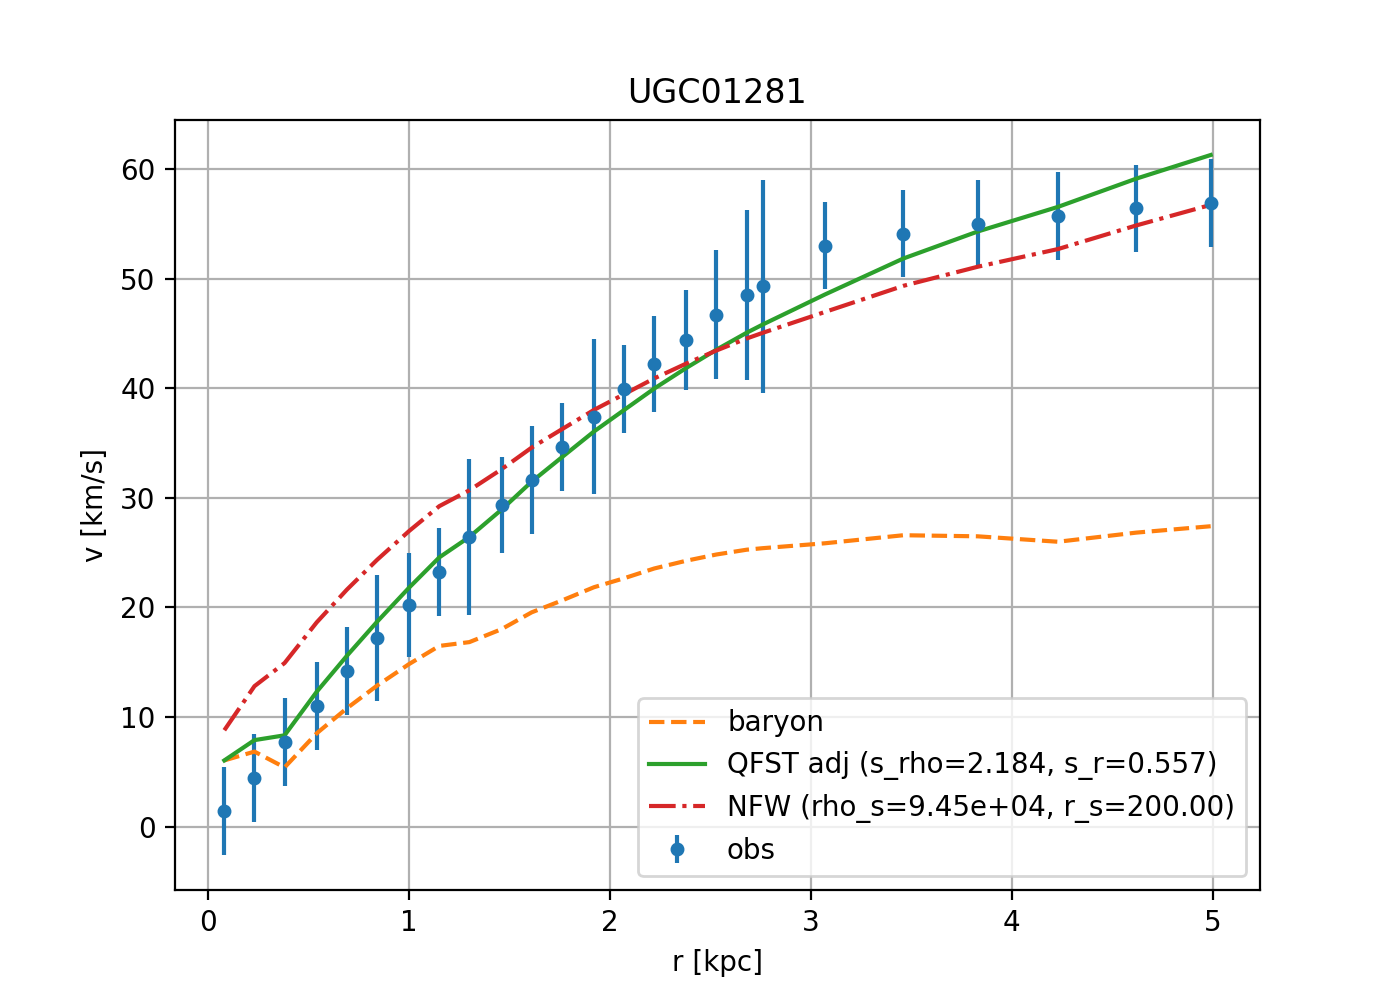 UGC01281
60
50
40
30
20
10
0
v [km/s]
baryon
QFST adj (s_rho=2.184, s_r=0.557)
NFW (rho_s=9.45e+04, r_s=200.00)
obs
0 1 2 3 4 5
r [kpc]